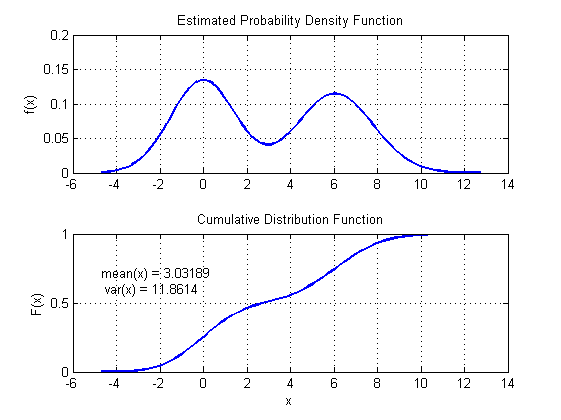 Estimated Probability Density Function
0.2
0.15
0.1
0.05
0
f(x)
-6 -4 -2 0 2 4 6 8 10 12 14
Cumulative Distribution Function
1
mean(x) = 3.03189
var(x) = 11.8614
0.5
0
F(x)
-6 -4 -2 0 2 4 6 8 10 12 14
x